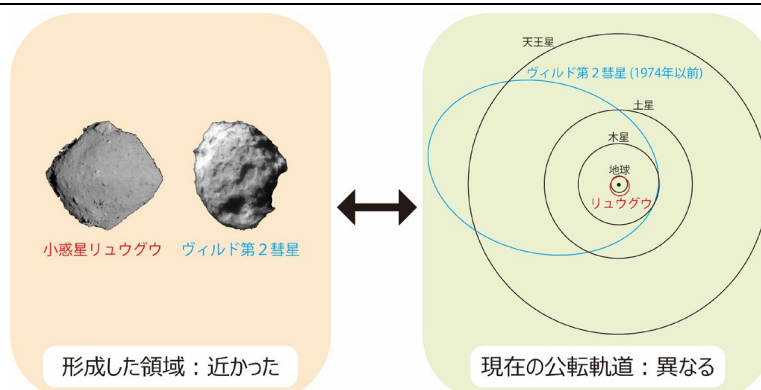 小惑星リュウグウ
ヴィルド第2彗星
形成した領域：近かった
天王星
ヴィルド第2彗星 (1974年以前)
土星
木星
地球
リュウグウ
現在の公転軌道：異なる